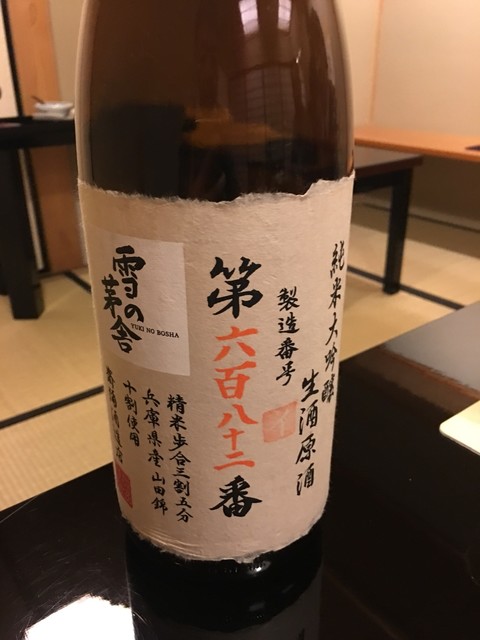 純米大吟醸
生酒原酒
製造番号
第六百八十二番
雪の茅舎
YUKI NO BOSHA
精米歩合三割五分
兵庫県産山田錦
十割使用
齋彌酒造店